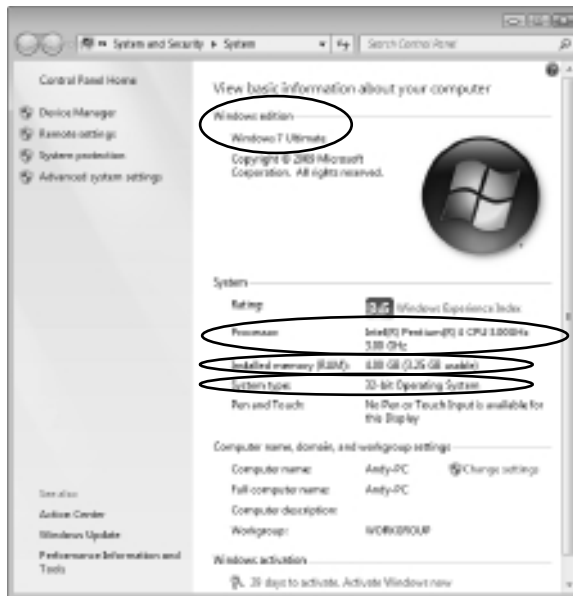 System and Security ▸ System
Search Control Panel
Control Panel Home
Device Manager
Remote settings
System protection
Advanced system settings
View basic information about your computer
Windows edition
Windows 7 Ultimate
Copyright © 2009 Microsoft
Corporation. All rights reserved.
System
Rating:
Windows Experience Index
Processor:
Intel(R) Pentium(R) 4 CPU 3.00GHz
3.00 GHz
Installed memory (RAM):
4.00 GB (3.25 GB usable)
System type:
32-bit Operating System
Pen and Touch:
No Pen or Touch Input is available for
this Display
Computer name, domain, and workgroup settings
Computer name:
Andy-PC
Change settings
Full computer name:
Andy-PC
Computer description:
Workgroup:
WORKGROUP
Windows activation
See also
Action Center
Windows Update
Performance Information and
Tools
days to activate. Activate Windows now